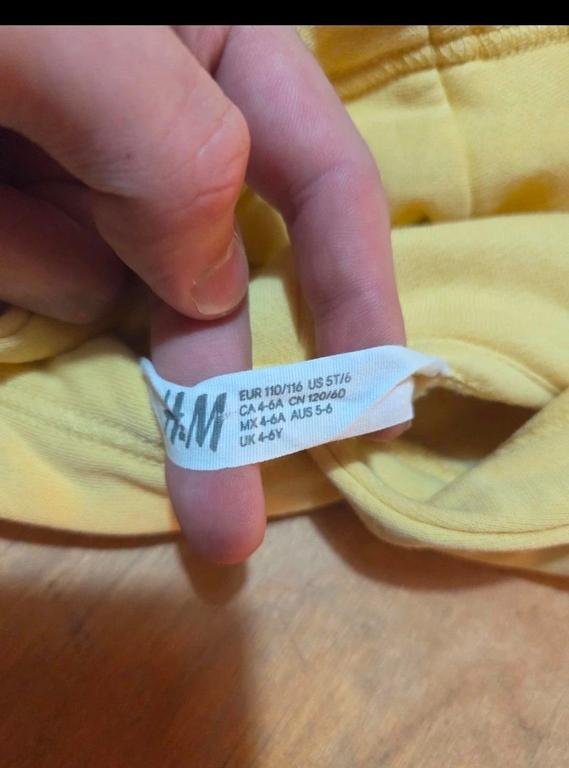 H&M
EUR 110/116 US 5T/6
CA 4-6A CN 120/60
MX 4-6A AUS 5-6
UK 4-6Y